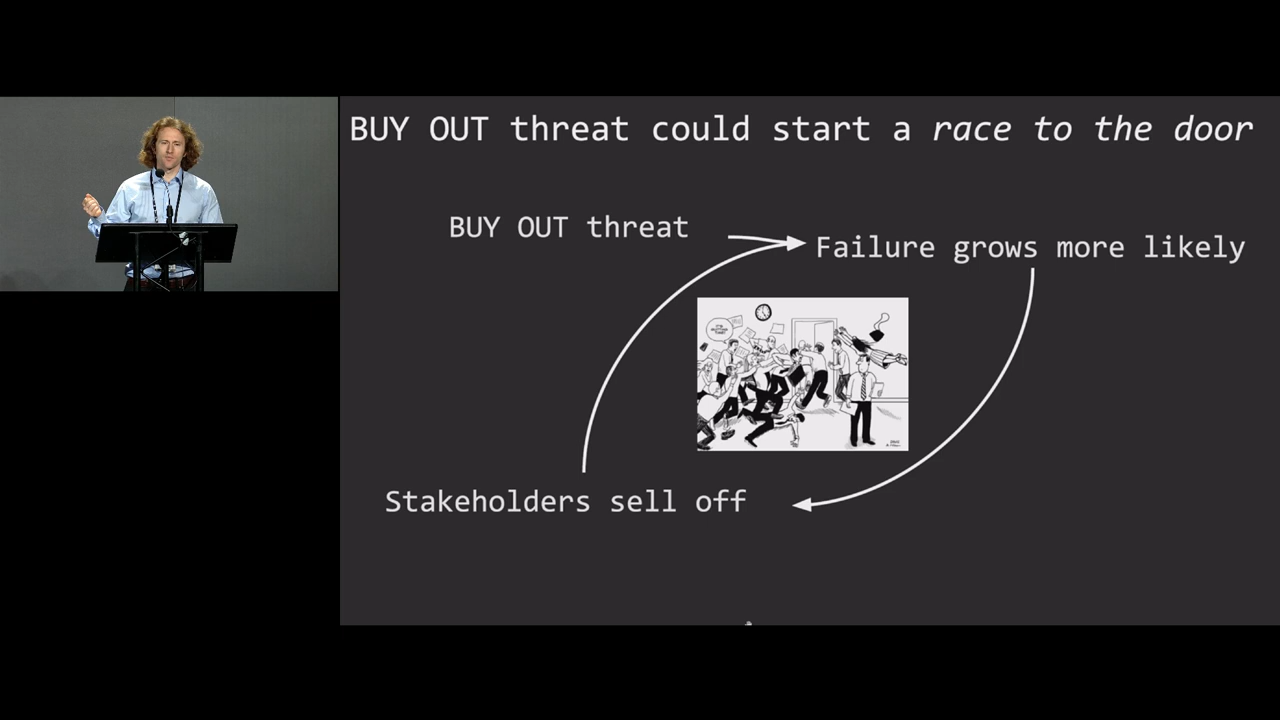 BUY OUT threat could start a race to the door
BUY OUT threat
Failure grows more likely
Stakeholders sell off